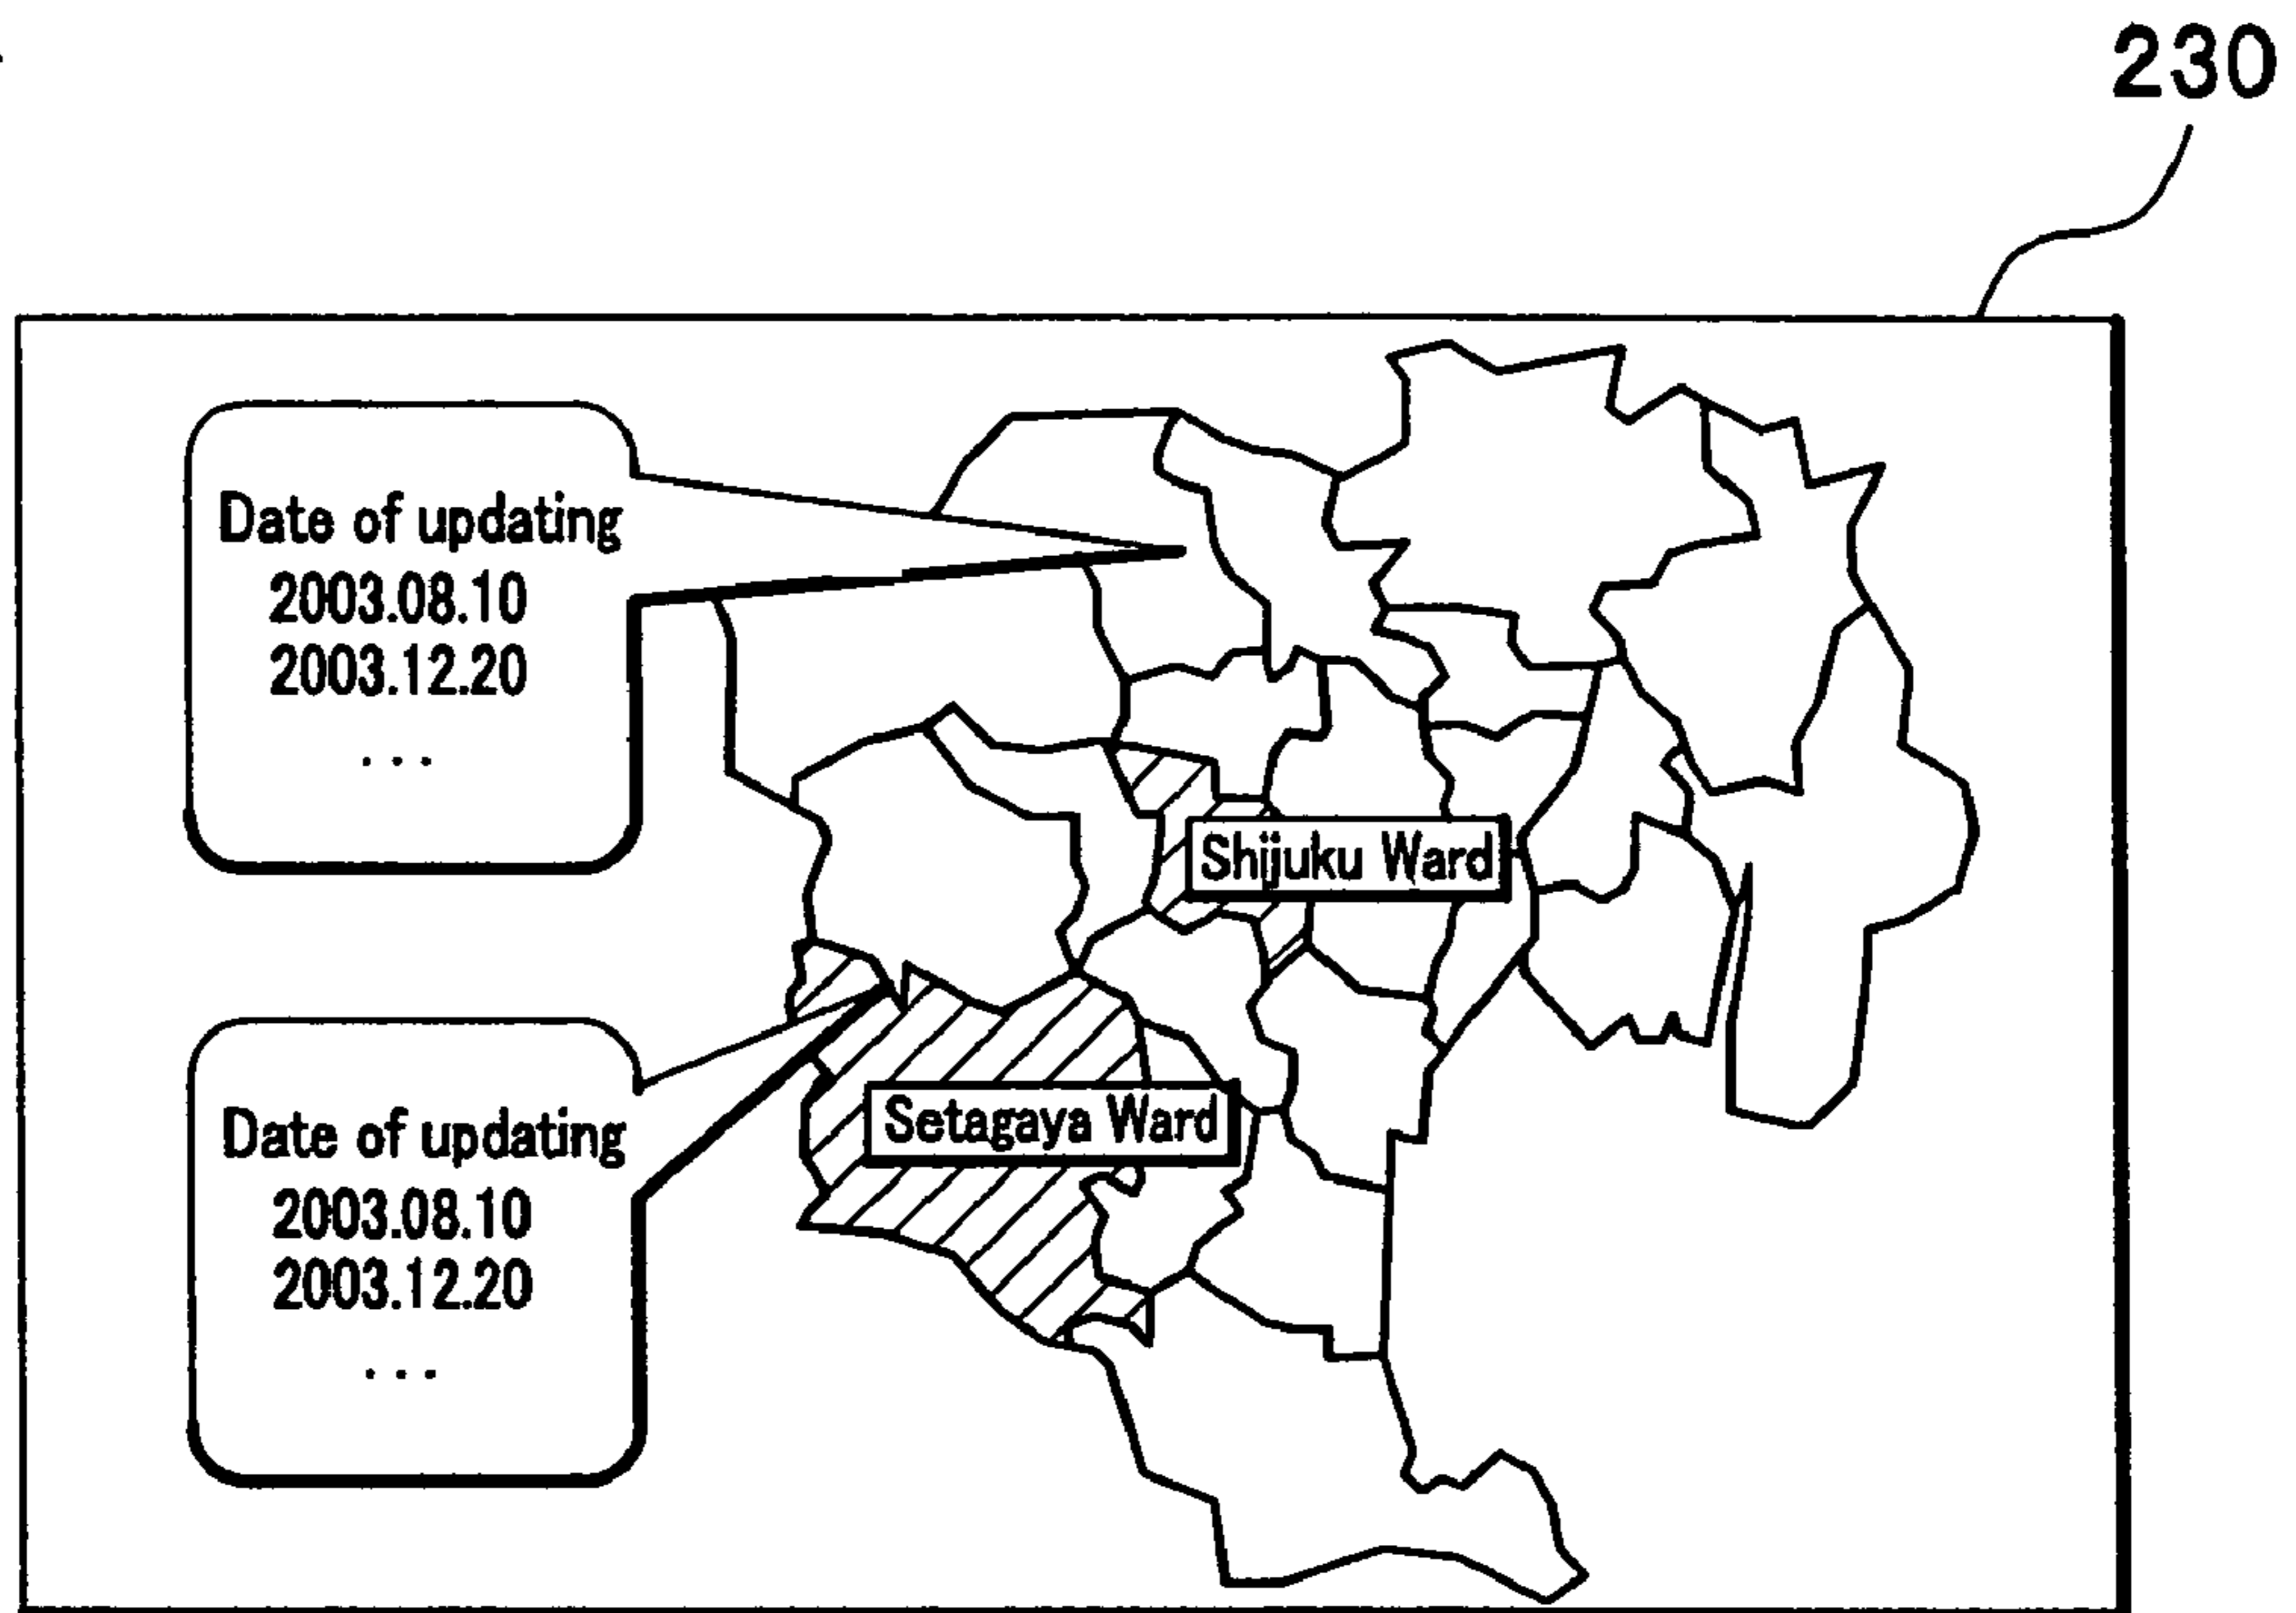 230
Date of updating
2003.08.10
2003.12.20
...
Shijuku Ward
Setagaya Ward
Date of updating
2003.08.10
2003.12.20
...